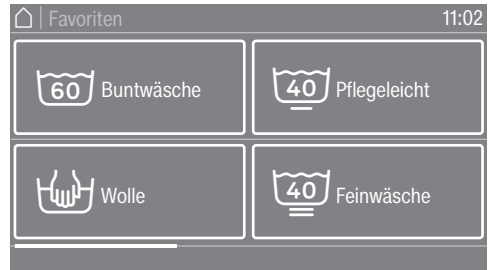 Favoriten 11:02
60 Buntwäsche
40 Pflegeleicht
Wolle
40 Feinwäsche